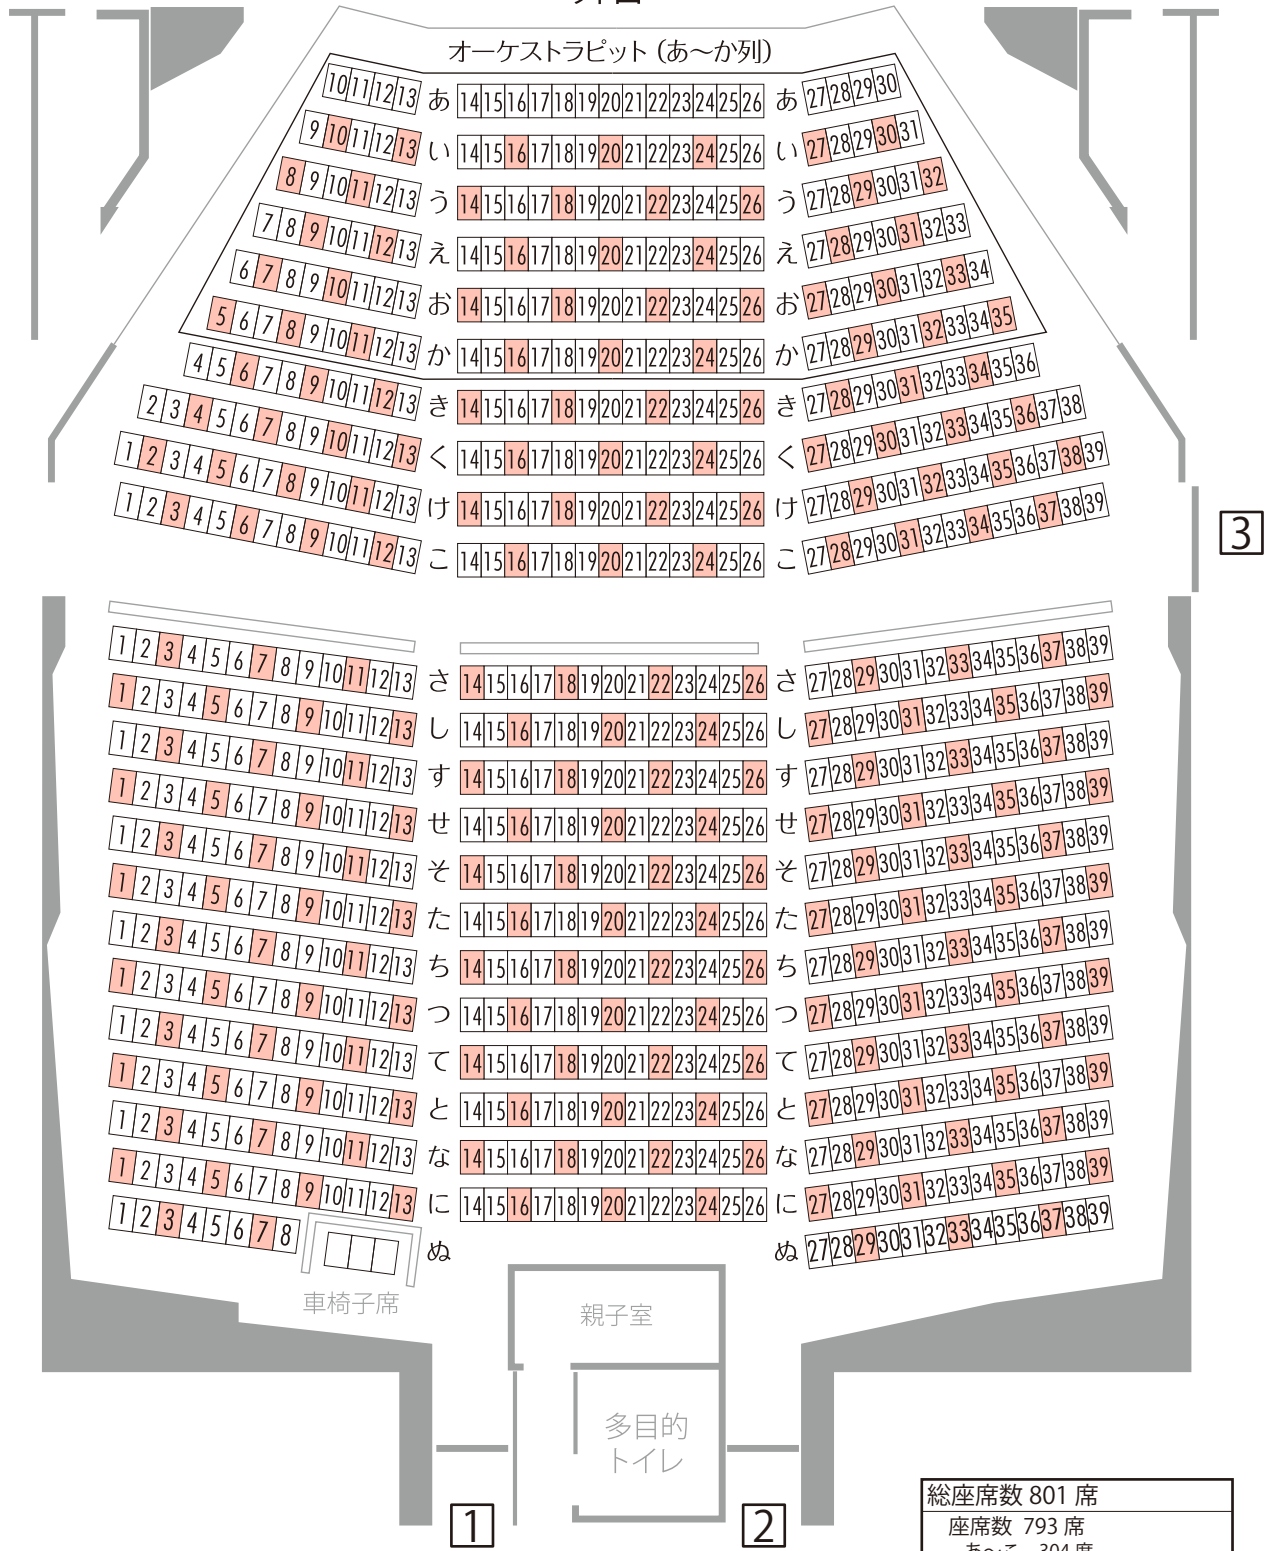 オーケストラピット（あ～か列）
10 11 12 13 あ 14 15 16 17 18 19 20 21 22 23 24 25 26 あ 27 28 29 30
9 10 11 12 13 い 14 15 16 17 18 19 20 21 22 23 24 25 26 い 27 28 29 30 31
8 9 10 11 12 13 う 14 15 16 17 18 19 20 21 22 23 24 25 26 う 27 28 29 30 31 32
7 8 9 10 11 12 13 え 14 15 16 17 18 19 20 21 22 23 24 25 26 え 27 28 29 30 31 32 33
6 7 8 9 10 11 12 13 お 14 15 16 17 18 19 20 21 22 23 24 25 26 お 27 28 29 30 31 32 33 34
5 6 7 8 9 10 11 12 13 か 14 15 16 17 18 19 20 21 22 23 24 25 26 か 27 28 29 30 31 32 33 34 35
4 5 6 7 8 9 10 11 12 13 き 14 15 16 17 18 19 20 21 22 23 24 25 26 き 27 28 29 30 31 32 33 34 35 36
2 3 4 5 6 7 8 9 10 11 12 13 く 14 15 16 17 18 19 20 21 22 23 24 25 26 く 27 28 29 30 31 32 33 34 35 36 37 38
1 2 3 4 5 6 7 8 9 10 11 12 13 け 14 15 16 17 18 19 20 21 22 23 24 25 26 け 27 28 29 30 31 32 33 34 35 36 37 38 39
1 2 3 4 5 6 7 8 9 10 11 12 13 こ 14 15 16 17 18 19 20 21 22 23 24 25 26 こ 27 28 29 30 31 32 33 34 35 36 37 38 39
3
1 2 3 4 5 6 7 8 9 10 11 12 13 さ 14 15 16 17 18 19 20 21 22 23 24 25 26 さ 27 28 29 30 31 32 33 34 35 36 37 38 39
1 2 3 4 5 6 7 8 9 10 11 12 13 し 14 15 16 17 18 19 20 21 22 23 24 25 26 し 27 28 29 30 31 32 33 34 35 36 37 38 39
1 2 3 4 5 6 7 8 9 10 11 12 13 す 14 15 16 17 18 19 20 21 22 23 24 25 26 す 27 28 29 30 31 32 33 34 35 36 37 38 39
1 2 3 4 5 6 7 8 9 10 11 12 13 せ 14 15 16 17 18 19 20 21 22 23 24 25 26 せ 27 28 29 30 31 32 33 34 35 36 37 38 39
1 2 3 4 5 6 7 8 9 10 11 12 13 そ 14 15 16 17 18 19 20 21 22 23 24 25 26 そ 27 28 29 30 31 32 33 34 35 36 37 38 39
1 2 3 4 5 6 7 8 9 10 11 12 13 た 14 15 16 17 18 19 20 21 22 23 24 25 26 た 27 28 29 30 31 32 33 34 35 36 37 38 39
1 2 3 4 5 6 7 8 9 10 11 12 13 ち 14 15 16 17 18 19 20 21 22 23 24 25 26 ち 27 28 29 30 31 32 33 34 35 36 37 38 39
1 2 3 4 5 6 7 8 9 10 11 12 13 つ 14 15 16 17 18 19 20 21 22 23 24 25 26 つ 27 28 29 30 31 32 33 34 35 36 37 38 39
1 2 3 4 5 6 7 8 9 10 11 12 13 て 14 15 16 17 18 19 20 21 22 23 24 25 26 て 27 28 29 30 31 32 33 34 35 36 37 38 39
1 2 3 4 5 6 7 8 9 10 11 12 13 と 14 15 16 17 18 19 20 21 22 23 24 25 26 と 27 28 29 30 31 32 33 34 35 36 37 38 39
1 2 3 4 5 6 7 8 9 10 11 12 13 な 14 15 16 17 18 19 20 21 22 23 24 25 26 な 27 28 29 30 31 32 33 34 35 36 37 38 39
1 2 3 4 5 6 7 8 9 10 11 12 13 に 14 15 16 17 18 19 20 21 22 23 24 25 26 に 27 28 29 30 31 32 33 34 35 36 37 38 39
1 2 3 4 5 6 7 8 ぬ ぬ 27 28 29 30 31 32 33 34 35 36 37 38 39
車椅子席
親子室
多目的
トイレ
1
2
総座席数 801 席
座席数 793 席
あ～こ 304 席